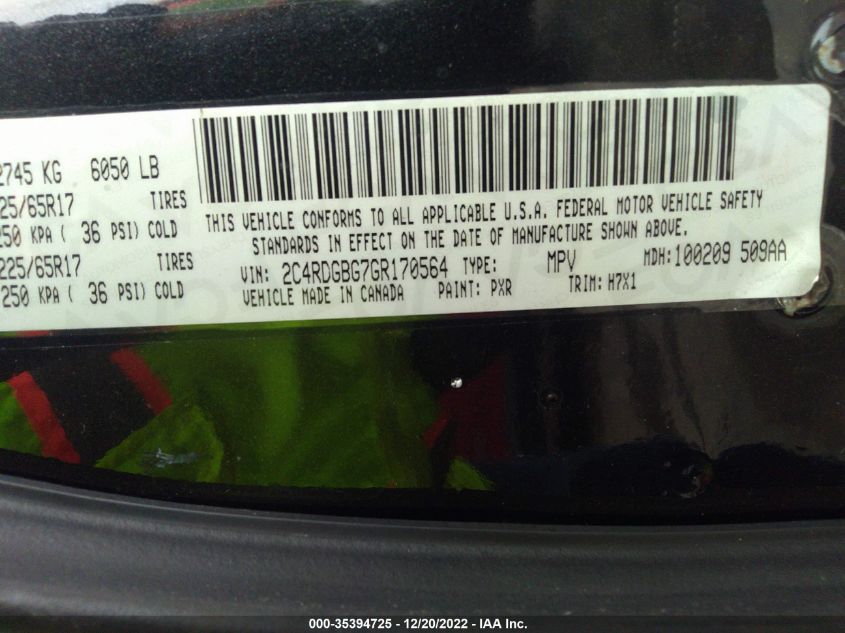 2745 KG 6050 LB
225/65R17 TIRES
250 KPA ( 36 PSI) COLD
225/65R17 TIRES
250 KPA ( 36 PSI) COLD
THIS VEHICLE CONFORMS TO ALL APPLICABLE U.S.A. FEDERAL MOTOR VEHICLE SAFETY
STANDARDS IN EFFECT ON THE DATE OF MANUFACTURE SHOWN ABOVE.
VIN: 2C4RDGBG7GR170564 TYPE: MPV MDH: 100209 509AA
VEHICLE MADE IN CANADA PAINT: PXR TRIM: H7X1
000-35394725 - 12/20/2022 - IAA Inc.